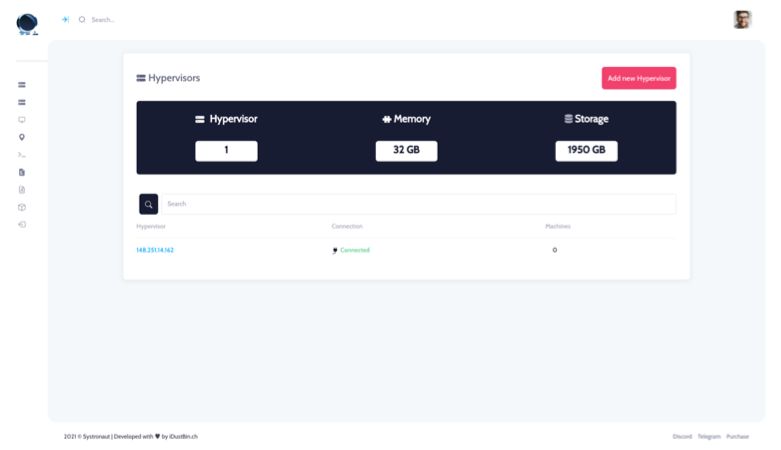 Search...
Hypervisors
Add new Hypervisor
Hypervisor Memory Storage
1 32 GB 1950 GB
Search
Hypervisor Connection Machines
148.251.14.162 Connected 0
2021 © Systronaut | Developed with ♥ by iDustBin.ch Discord Telegram Purchase